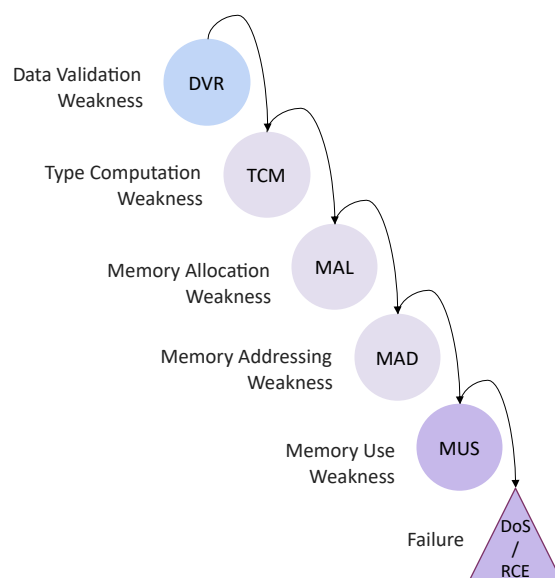 DVR
Data Validation
Weakness
TCM
Type Computation
Weakness
MAL
Memory Allocation
Weakness
MAD
Memory Addressing
Weakness
MUS
Memory Use
Weakness
DoS
/
RCE
Failure